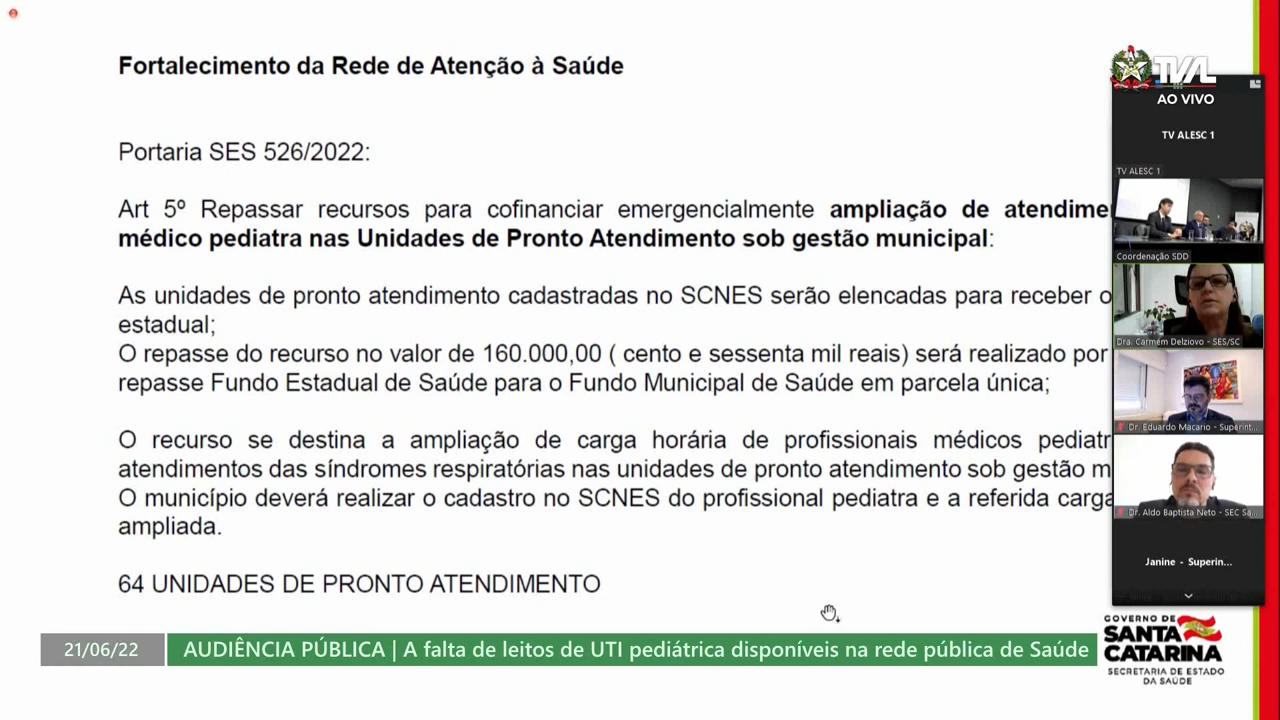 Fortalecimento da Rede de Atenção à Saúde
Portaria SES 526/2022:
Art 5º Repassar recursos para cofinanciar emergencialmente ampliação de atendime
médico pediatra nas Unidades de Pronto Atendimento sob gestão municipal:
As unidades de pronto atendimento cadastradas no SCNES serão elencadas para receber o
estadual;
O repasse do recurso no valor de 160.000,00 ( cento e sessenta mil reais) será realizado por
repasse Fundo Estadual de Saúde para o Fundo Municipal de Saúde em parcela única;
O recurso se destina a ampliação de carga horária de profissionais médicos pediatr
atendimentos das síndromes respiratórias nas unidades de pronto atendimento sob gestão m
O município deverá realizar o cadastro no SCNES do profissional pediatra e a referida carga
ampliada.
64 UNIDADES DE PRONTO ATENDIMENTO
TVAL
AO VIVO
TV ALESC 1
TV ALESC 1
Coordenação SDD
Dra. Carmem Delziovo - SES/SC
Dr. Eduardo Macario - Superint...
Dr. Aldo Baptista Neto - SEC Sa...
Janine - Superin...
21/06/22
AUDIÊNCIA PÚBLICA | A falta de leitos de UTI pediátrica disponíveis na rede pública de Saúde
GOVERNO DE
SANTA
CATARINA
SECRETARIA DE ESTADO
DA SAÚDE